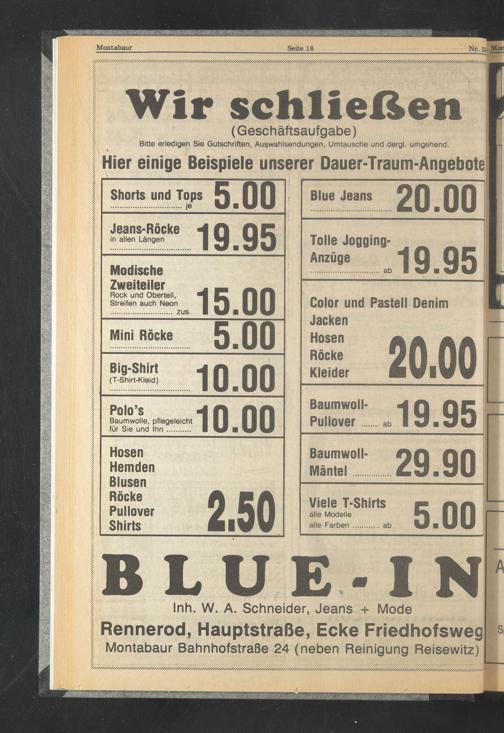 Montabaur Seite 18 Nr.
Wir schließen
(Geschäftsaufgabe)
Bitte erledigen Sie Gutschriften, Auswahlsendungen, Umtausche und dergl. umgehend.
Hier einige Beispiele unserer Dauer-Traum-Angebote
Shorts und Tops
je 5.00
Jeans-Röcke
in allen Längen 19.95
Modische
Zweiteiler
Rock und Oberteil,
Streifen auch Neon
zus. 15.00
Mini Röcke 5.00
Big-Shirt
(T-Shirt-Kleid) 10.00
Polo's
Baumwolle, pflegeleicht
für Sie und Ihn 10.00
Hosen
Hemden
Blusen
Röcke
Pullover
Shirts 2.50
Blue Jeans 20.00
Tolle Jogging-
Anzüge
ab 19.95
Color und Pastell Denim
Jacken
Hosen
Röcke
Kleider 20.00
Baumwoll-
Pullover ab 19.95
Baumwoll-
Mäntel 29.90
Viele T-Shirts
alle Modelle
alle Farben ab 5.00
BLUE-IN
Inh. W. A. Schneider, Jeans + Mode
Rennerod, Hauptstraße, Ecke Friedhofsweg
Montabaur Bahnhofstraße 24 (neben Reinigung Reisewitz)